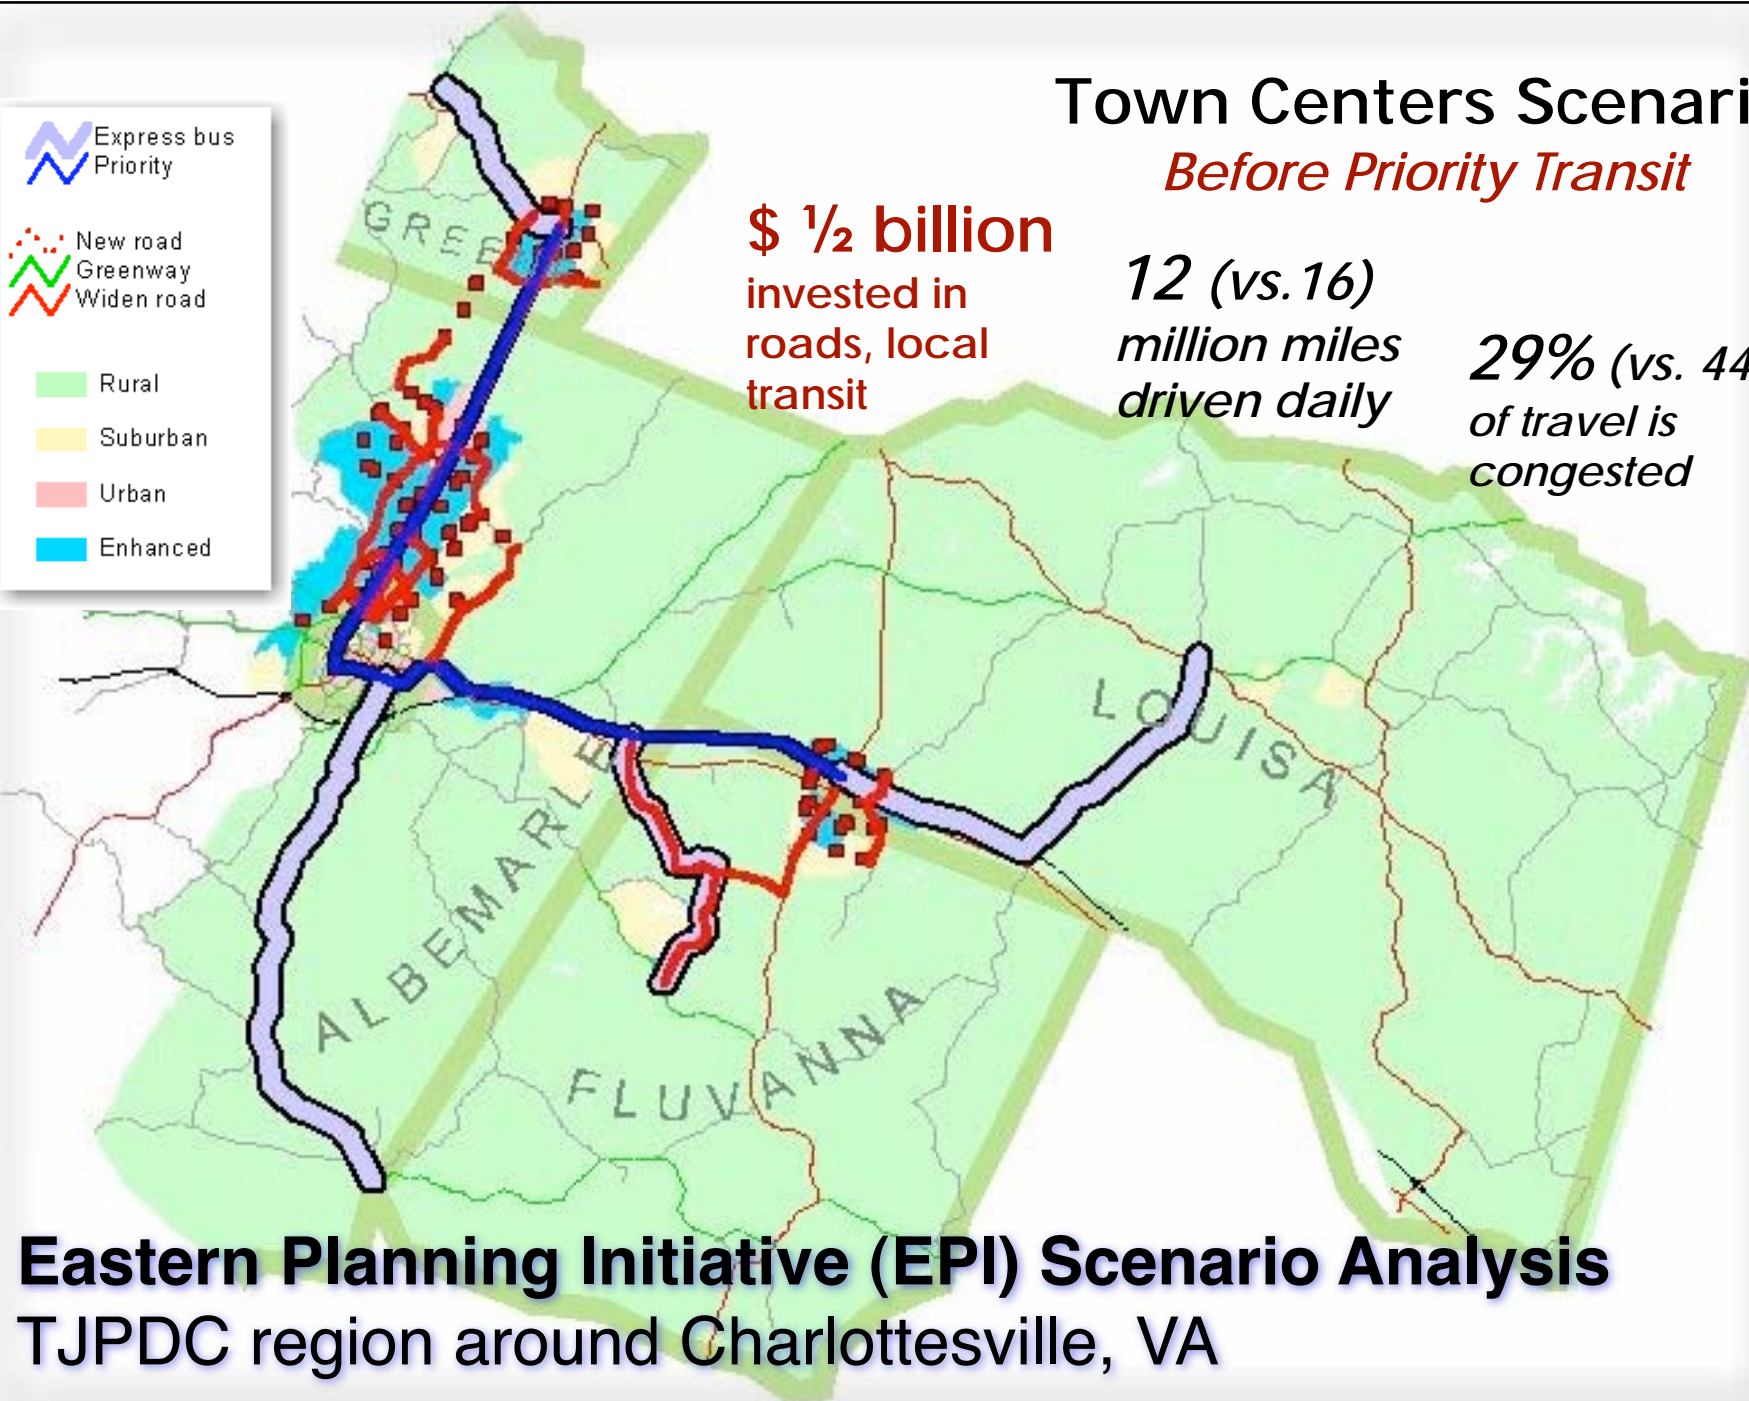 Town Centers Scenari
Before Priority Transit
Express bus
Priority
New road
Greenway
Widen road
Rural
Suburban
Urban
Enhanced
$ ½ billion
invested in
roads, local
transit
12 (vs.16)
million miles
driven daily
29% (vs. 44
of travel is
congested
GREE
LOUISA
ALBEMARLE
FLUVANNA
Eastern Planning Initiative (EPI) Scenario Analysis
TJPDC region around Charlottesville, VA